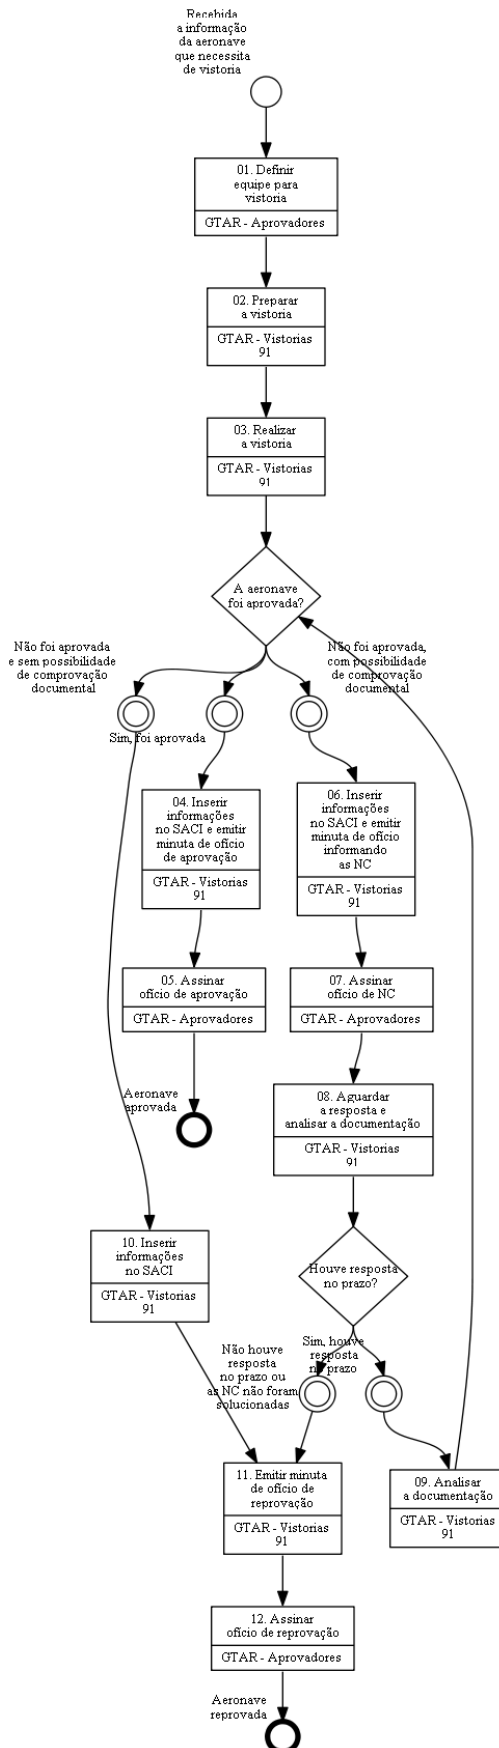 Recebida
a informação
da aeronave
que necessita
de vistoria
01. Definir
equipe para
vistoria
GTAR - Aprovadores
02. Preparar
a vistoria
GTAR - Vistorias
91
03. Realizar
a vistoria
GTAR - Vistorias
91
A aeronave
foi aprovada?
Não foi aprovada
e sem possibilidade
de comprovação
documental
Sim, foi aprovada
Não foi aprovada,
com possibilidade
de comprovação
documental
04. Inserir
informações
no SACI e emitir
minuta de ofício
de aprovação
GTAR - Vistorias
91
06. Inserir
informações
no SACI e emitir
minuta de ofício
informando
as NC
GTAR - Vistorias
91
05. Assinar
ofício de aprovação
GTAR - Aprovadores
07. Assinar
ofício de NC
GTAR - Aprovadores
Aeronave
aprovada
08. Aguardar
a resposta e
analisar a documentação
GTAR - Vistorias
91
10. Inserir
informações
no SACI
GTAR - Vistorias
91
Houve resposta
no prazo?
Não houve
resposta
no prazo ou
as NC não foram
solucionadas
Sim, houve
resposta
no prazo
11. Emitir minuta
de ofício de
reprovação
GTAR - Vistorias
91
09. Analisar
a documentação
GTAR - Vistorias
91
12. Assinar
ofício de reprovação
GTAR - Aprovadores
Aeronave
reprovada